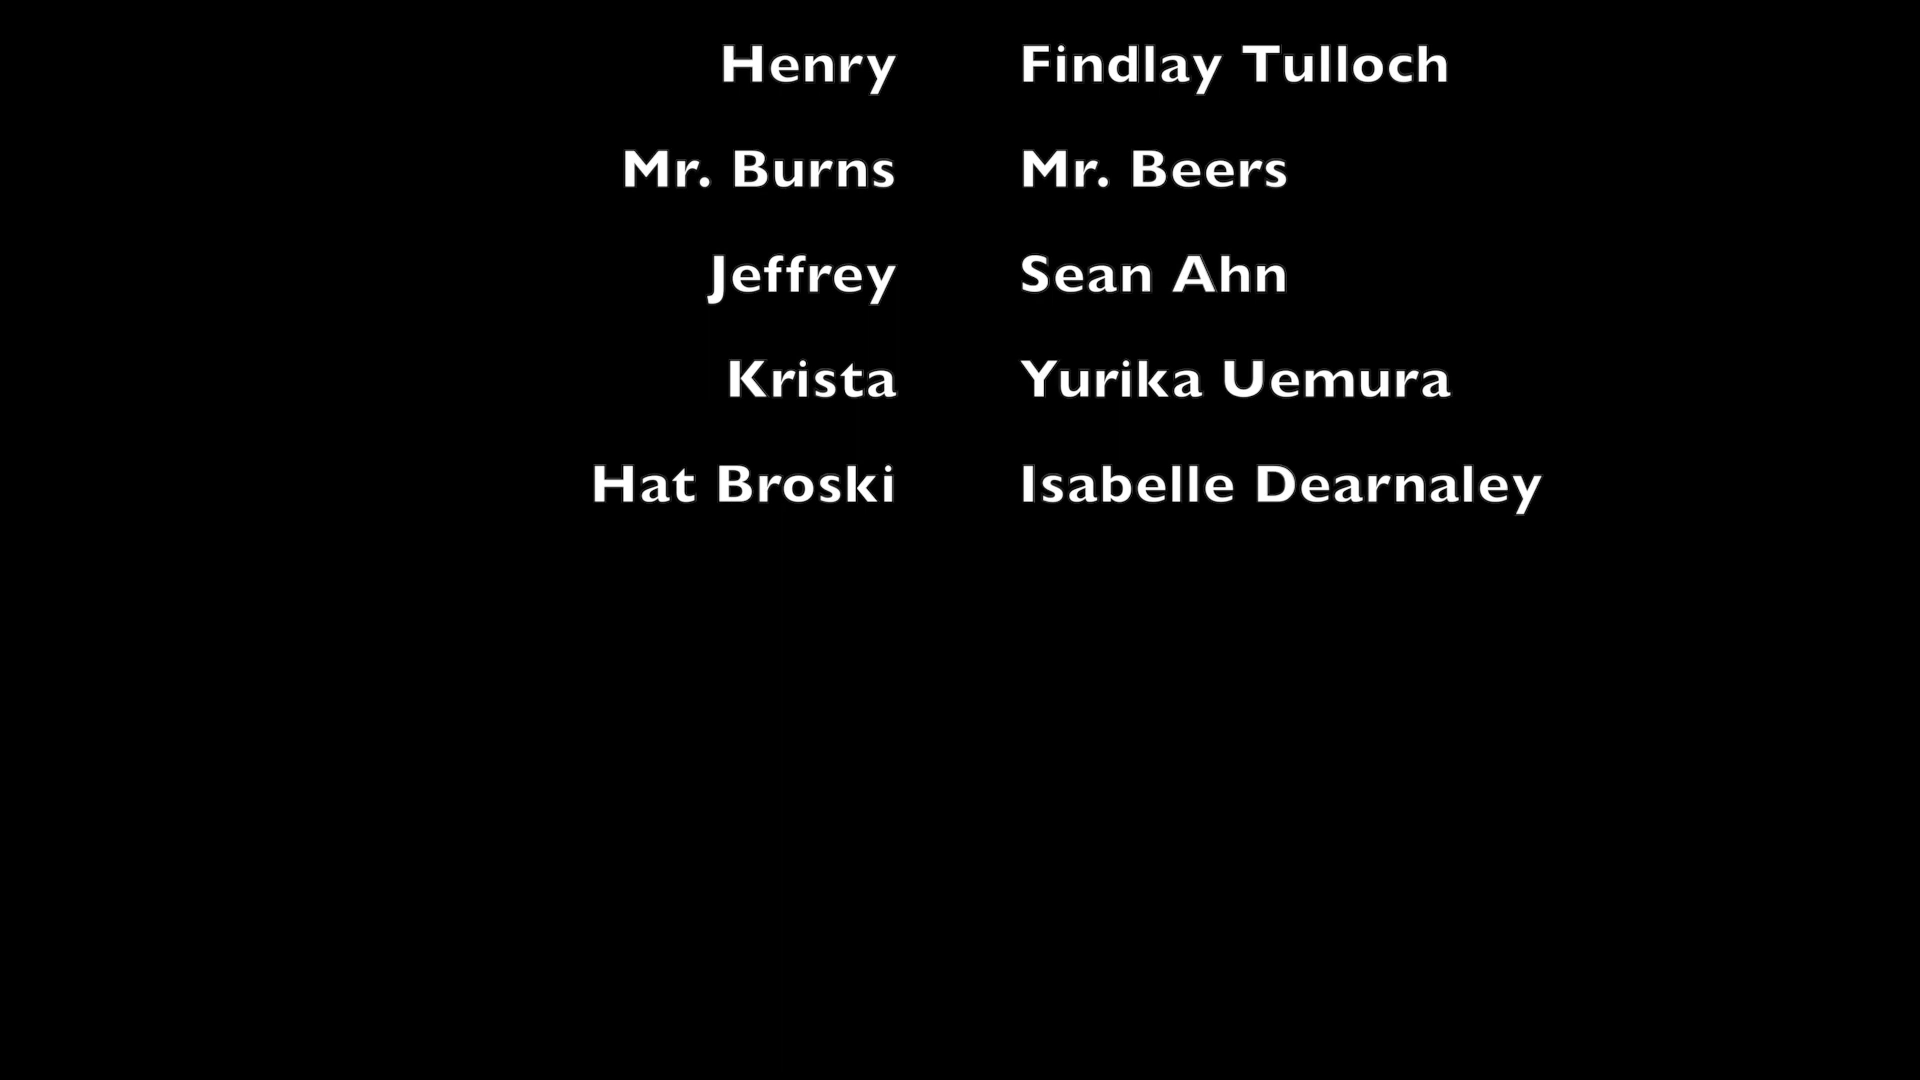 Henry Findlay Tulloch
Mr. Burns Mr. Beers
Jeffrey Sean Ahn
Krista Yurika Uemura
Hat Broski Isabelle Dearnaley